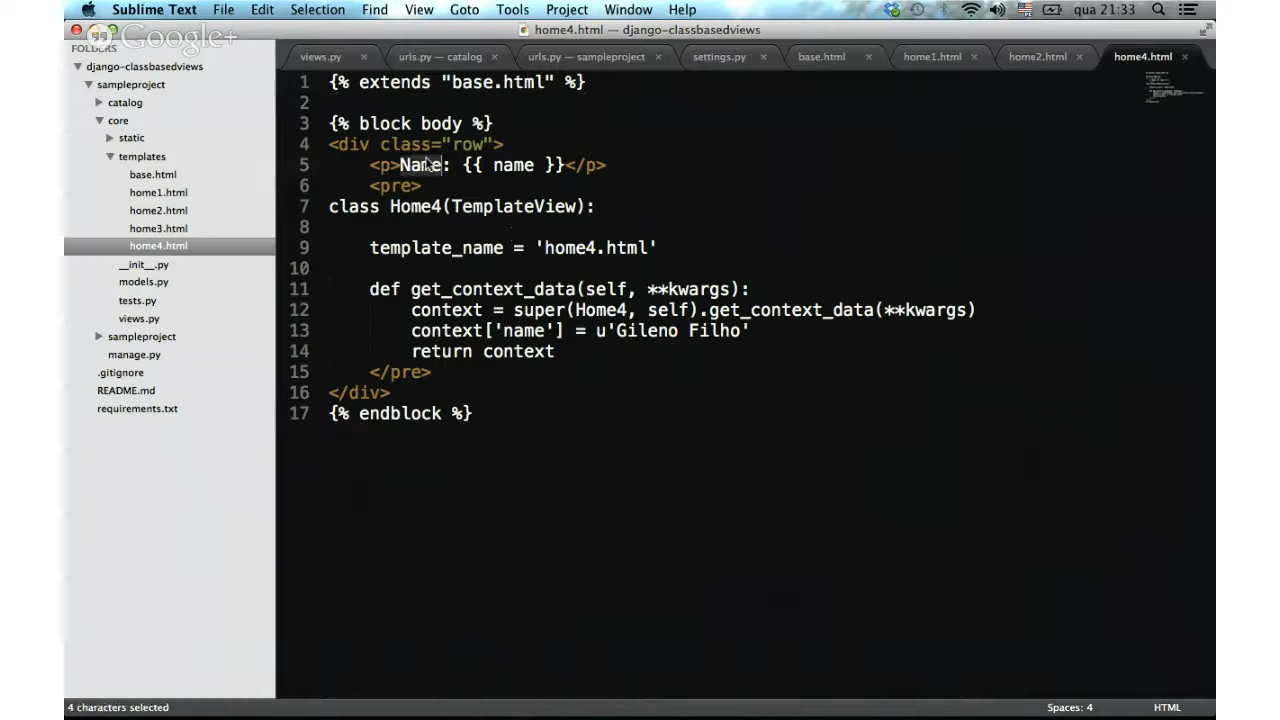 Sublime Text File Edit Selection Find View Goto Tools Project Window Help qua 21:33
Google+
home4.html — django-classbasedviews
FOLDERS
django-classbasedviews
sampleproject
catalog
core
static
templates
base.html
home1.html
home2.html
home3.html
home4.html
__init__.py
models.py
tests.py
views.py
sampleproject
manage.py
.gitignore
README.md
requirements.txt
views.py × urls.py — catalog × urls.py — sampleproject × settings.py × base.html × home1.html × home2.html × home4.html ×
1 {% extends "base.html" %}
2
3 {% block body %}
4 <div class="row">
5 <p>Name: {{ name }}</p>
6 <pre>
7 class Home4(TemplateView):
8
9 template_name = 'home4.html'
10
11 def get_context_data(self, **kwargs):
12 context = super(Home4, self).get_context_data(**kwargs)
13 context['name'] = u'Gileno Filho'
14 return context
15 </pre>
16 </div>
17 {% endblock %}
4 characters selected Spaces: 4 HTML